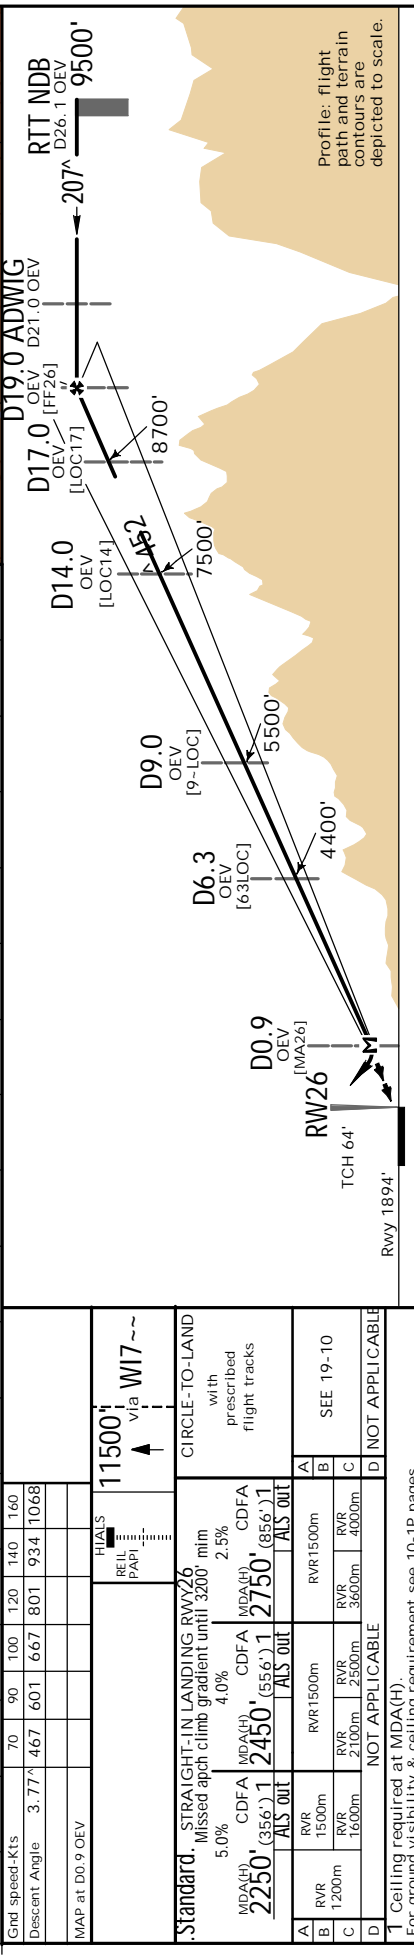 RTT NDB
D26.1 OEV
9500'
207^
D19.0 ADWIG
OEV
D21.0 OEV
[FF26]
D17.0
OEV
[LOC17]
8700'
D14.0
OEV
[LOC14]
7500'
D9.0
OEV
[9~LOC]
5500'
D6.3
OEV
[63LOC]
4400'
D0.9
OEV
[MA26]
M
RW26
TCH 64'
Rwy 1894'
Profile: flight
path and terrain
contours are
depicted to scale.
Gnd speed-Kts 70 90 100 120 140 160
Descent Angle 3.77^ 467 601 667 801 934 1068
MAP at D0.9 OEV
HIALS
REIL
PAPI
11500'
via WI7~~
.Standard. STRAIGHT-IN LANDING RWY26
Missed apch climb gradient until 3200' mim
5.0% 4.0% 2.5%
CDFA CDFA CDFA
MDA(H) MDA(H) MDA(H)
2250' (356') 1 2450' (556') 1 2750' (856') 1
ALS out ALS out ALS out
CIRCLE-TO-LAND
with
prescribed
flight tracks
A
B
C
D
RVR
1200m
RVR
1500m
RVR
1600m
RVR1500m
RVR
2100m
RVR
2500m
RVR1500m
RVR
3600m
RVR
4000m
NOT APPLICABLE
A
B
C
D
SEE 19-10
NOT APPLICABLE
1 Ceiling required at MDA(H).
For ground visibility & ceiling requirement see 10-1P pages